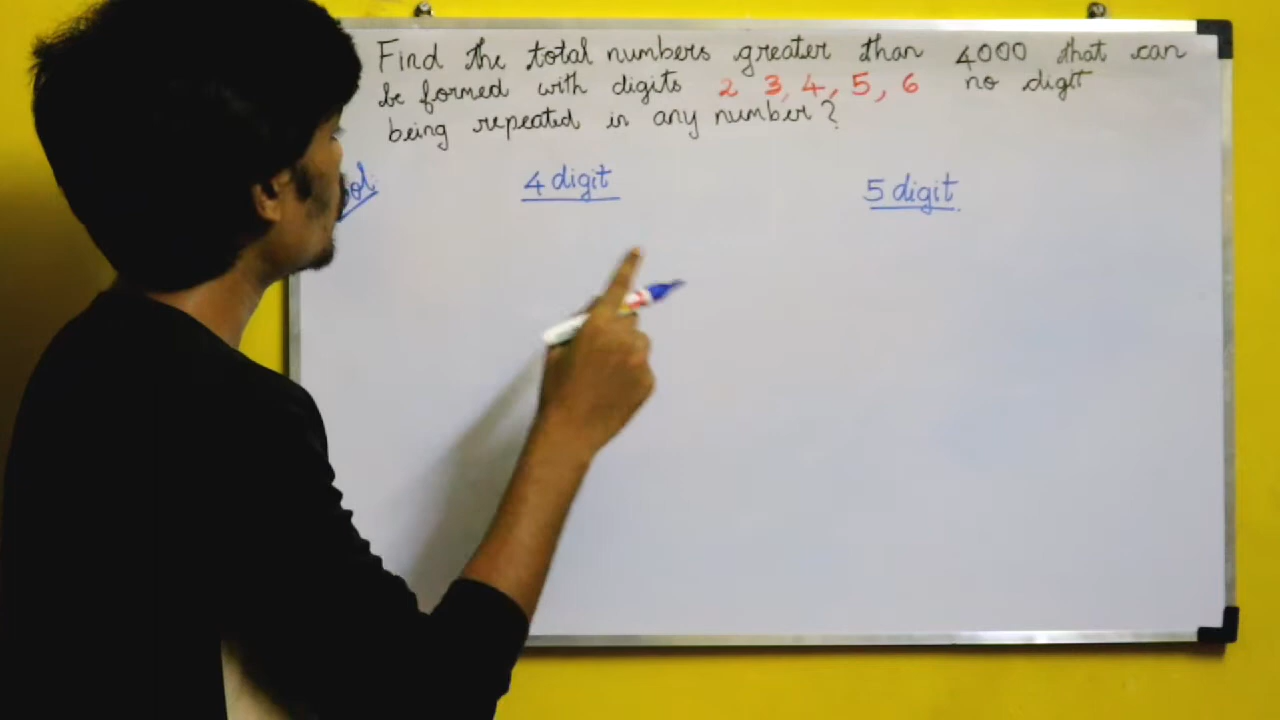 Find the total numbers greater than 4000 that can
be formed with digits 2 3, 4, 5, 6 no digit
being repeated in any number?
4 digit
5 digit